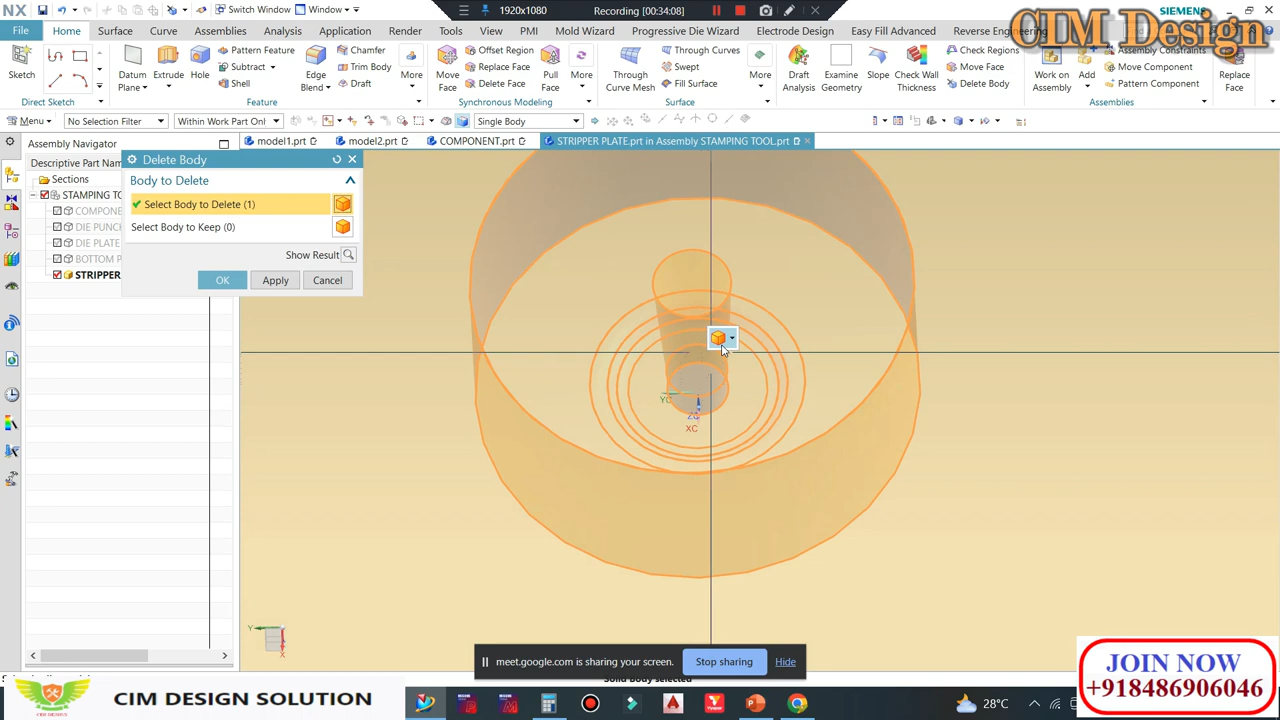 NX
Switch Window
Window
1920x1080
Recording [00:34:08]
SIEMENS
CIM Design
File
Home
Surface
Curve
Assemblies
Analysis
Application
Render
Tools
View
PMI
Mold Wizard
Progressive Die Wizard
Electrode Design
Easy Fill Advanced
Reverse Engineering
Sketch
Direct Sketch
Datum Plane
Extrude
Hole
Pattern Feature
Subtract
Shell
Edge Blend
Chamfer
Trim Body
Draft
More
Feature
Move Face
Offset Region
Replace Face
Delete Face
Pull Face
More
Synchronous Modeling
Through Curve Mesh
Through Curves
Swept
Fill Surface
More
Surface
Draft Analysis
Examine Geometry
Slope
Check Wall Thickness
Check Regions
Move Face
Delete Body
Work on Assembly
Add
Assembly Constraints
Move Component
Pattern Component
Assemblies
Replace Face
Menu
No Selection Filter
Within Work Part Only
Single Body
Assembly Navigator
model1.prt
model2.prt
COMPONENT.prt
STRIPPER PLATE.prt in Assembly STAMPING TOOL.prt
Descriptive Part Name
Sections
STAMPING TO
COMPONE
DIE PUNCH
DIE PLATE
BOTTOM P
STRIPPER
Delete Body
Body to Delete
Select Body to Delete (1)
Select Body to Keep (0)
Show Result
OK
Apply
Cancel
YC
ZC
XC
Y
X
meet.google.com is sharing your screen.
Stop sharing
Hide
Solid Body selected
CIM DESIGN SOLUTION
28°C
JOIN NOW
+918486906046